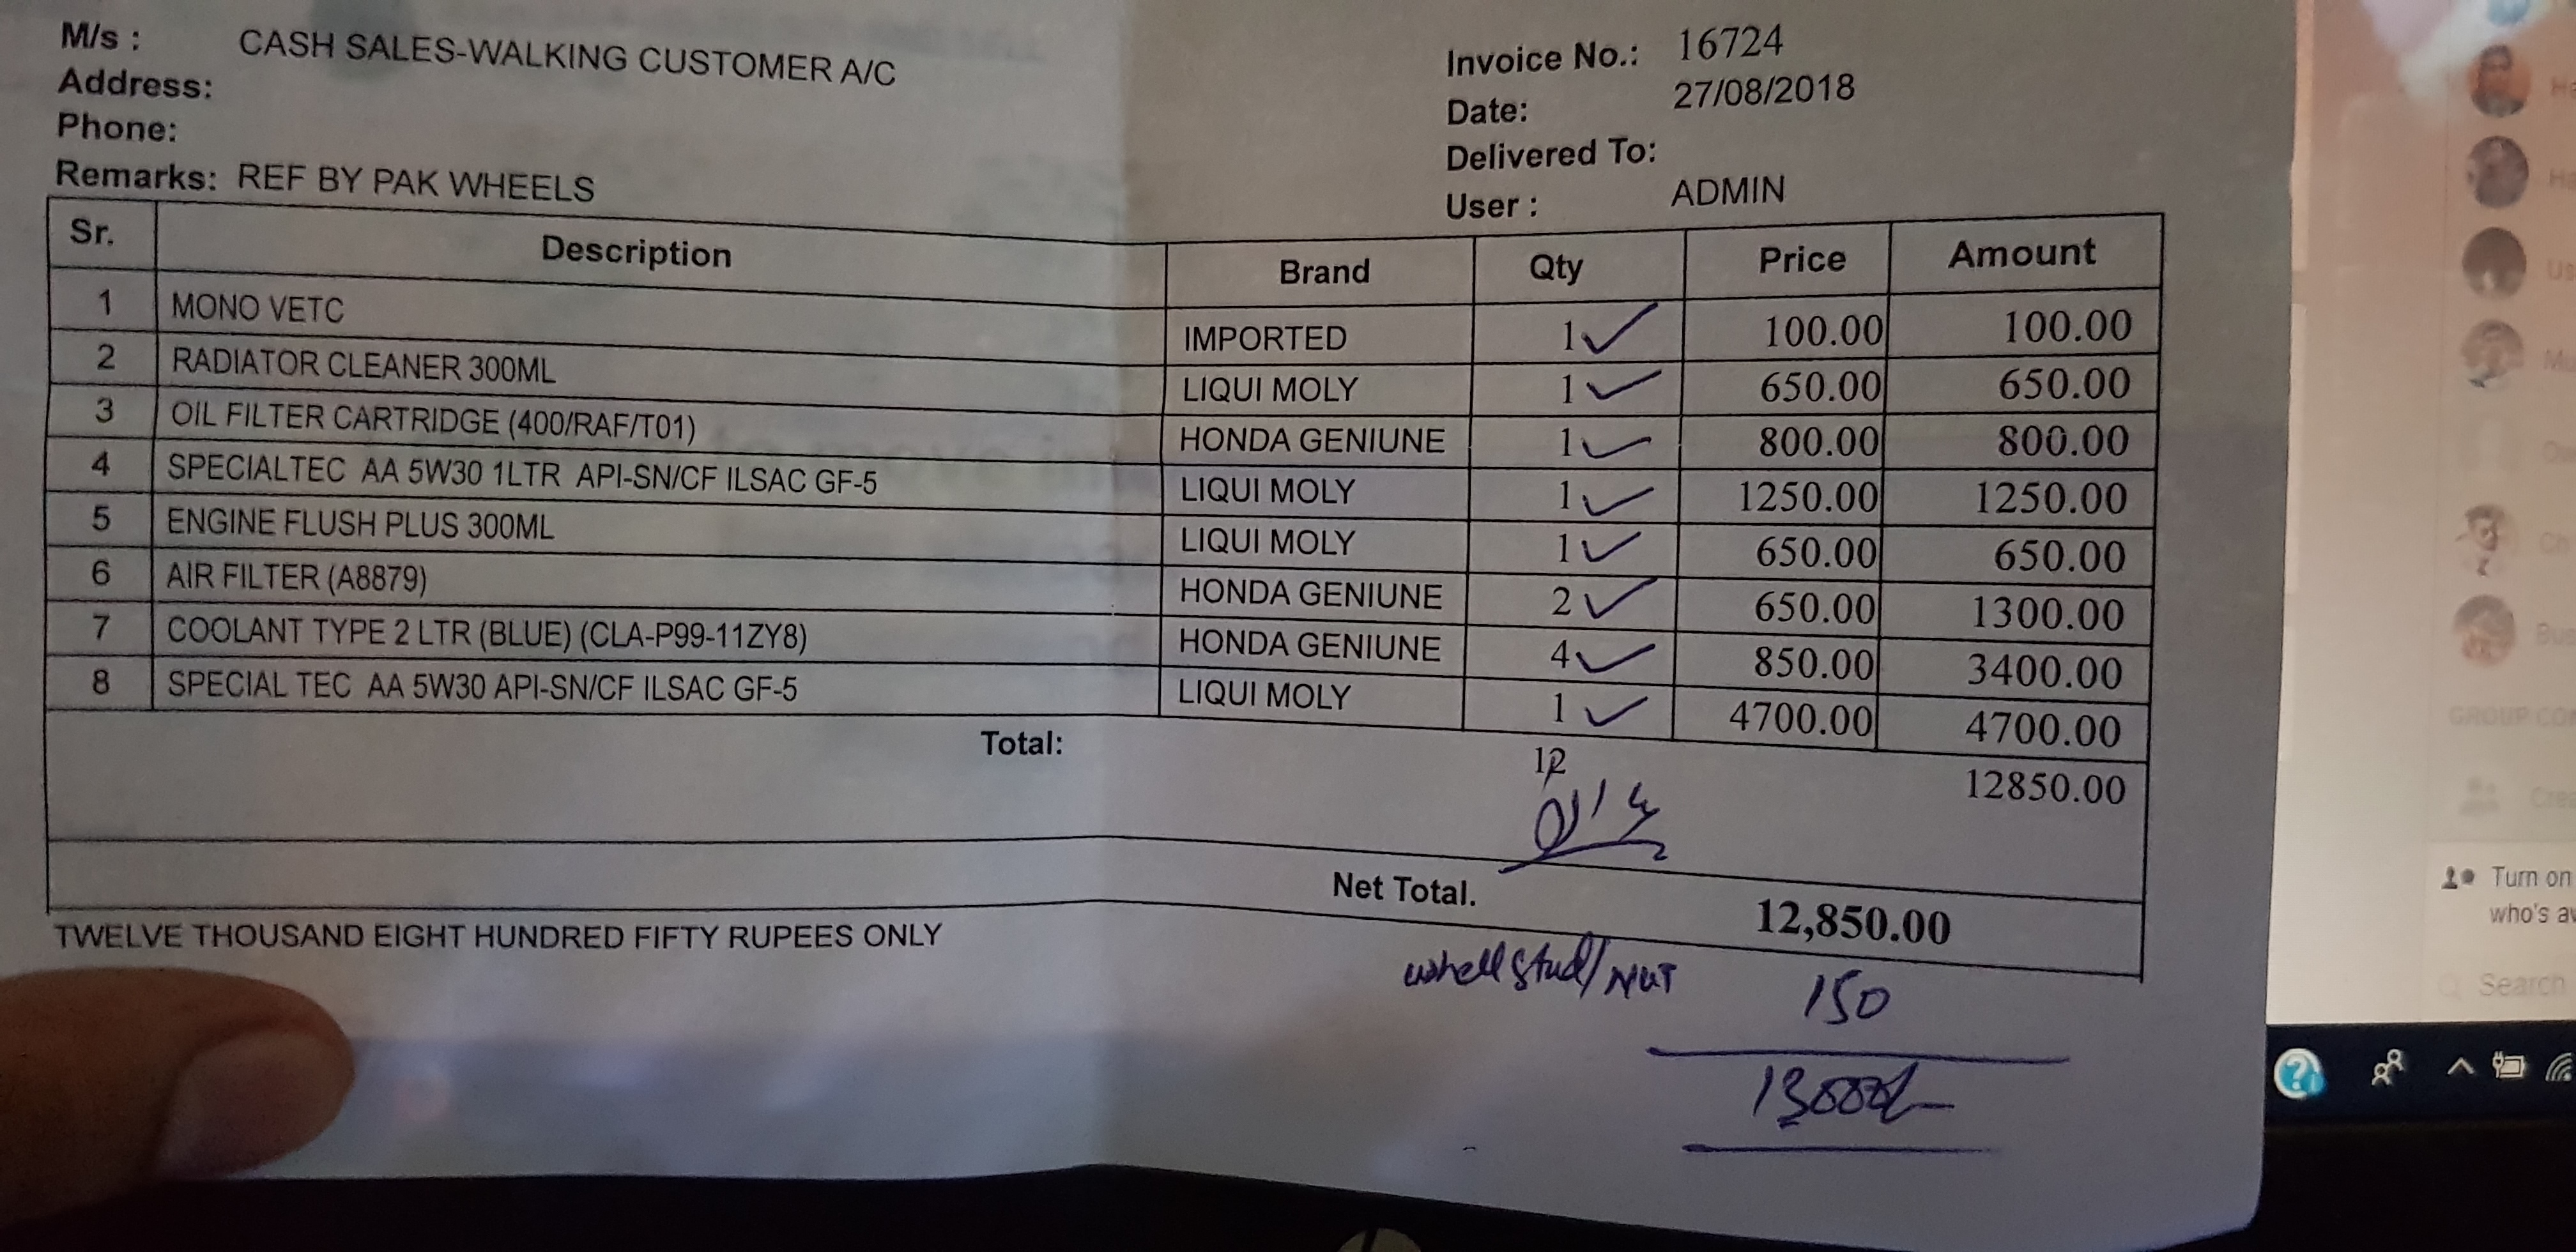 M/s : CASH SALES-WALKING CUSTOMER A/C
Address:
Phone:
Remarks: REF BY PAK WHEELS
Invoice No.: 16724
Date: 27/08/2018
Delivered To:
User : ADMIN
Sr. Description Brand Qty Price Amount
1 MONO VETC IMPORTED 1 100.00 100.00
2 RADIATOR CLEANER 300ML LIQUI MOLY 1 650.00 650.00
3 OIL FILTER CARTRIDGE (400/RAF/T01) HONDA GENIUNE 1 800.00 800.00
4 SPECIALTEC AA 5W30 1LTR API-SN/CF ILSAC GF-5 LIQUI MOLY 1 1250.00 1250.00
5 ENGINE FLUSH PLUS 300ML LIQUI MOLY 1 650.00 650.00
6 AIR FILTER (A8879) HONDA GENIUNE 2 650.00 1300.00
7 COOLANT TYPE 2 LTR (BLUE) (CLA-P99-11ZY8) HONDA GENIUNE 4 850.00 3400.00
8 SPECIAL TEC AA 5W30 API-SN/CF ILSAC GF-5 LIQUI MOLY 1 4700.00 4700.00
Total: 12 12850.00
Net Total. 12,850.00
TWELVE THOUSAND EIGHT HUNDRED FIFTY RUPEES ONLY
whell stud/NUT 150
13000/-
GROUP CO
Turn on
who's av
Search